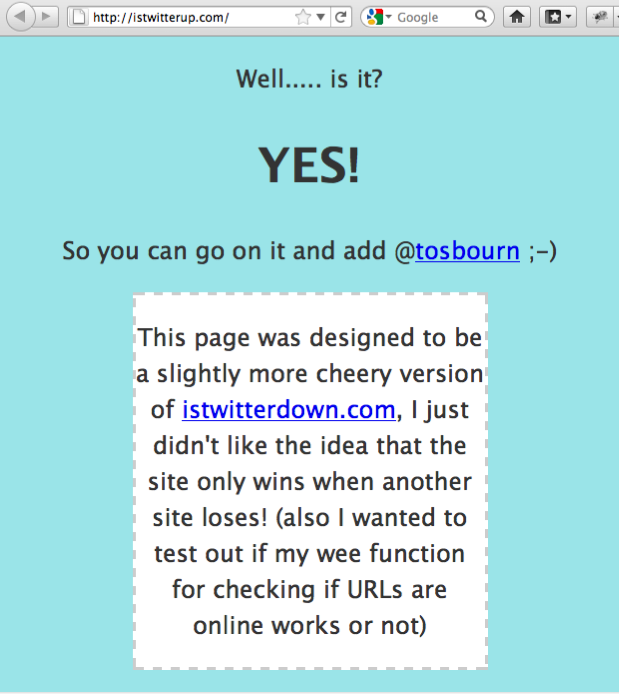 http://istwitterup.com/
Google
Well..... is it?
YES!
So you can go on it and add @tosbourn ;-)
This page was designed to be
a slightly more cheery version
of istwitterdown.com, I just
didn't like the idea that the
site only wins when another
site loses! (also I wanted to
test out if my wee function
for checking if URLs are
online works or not)